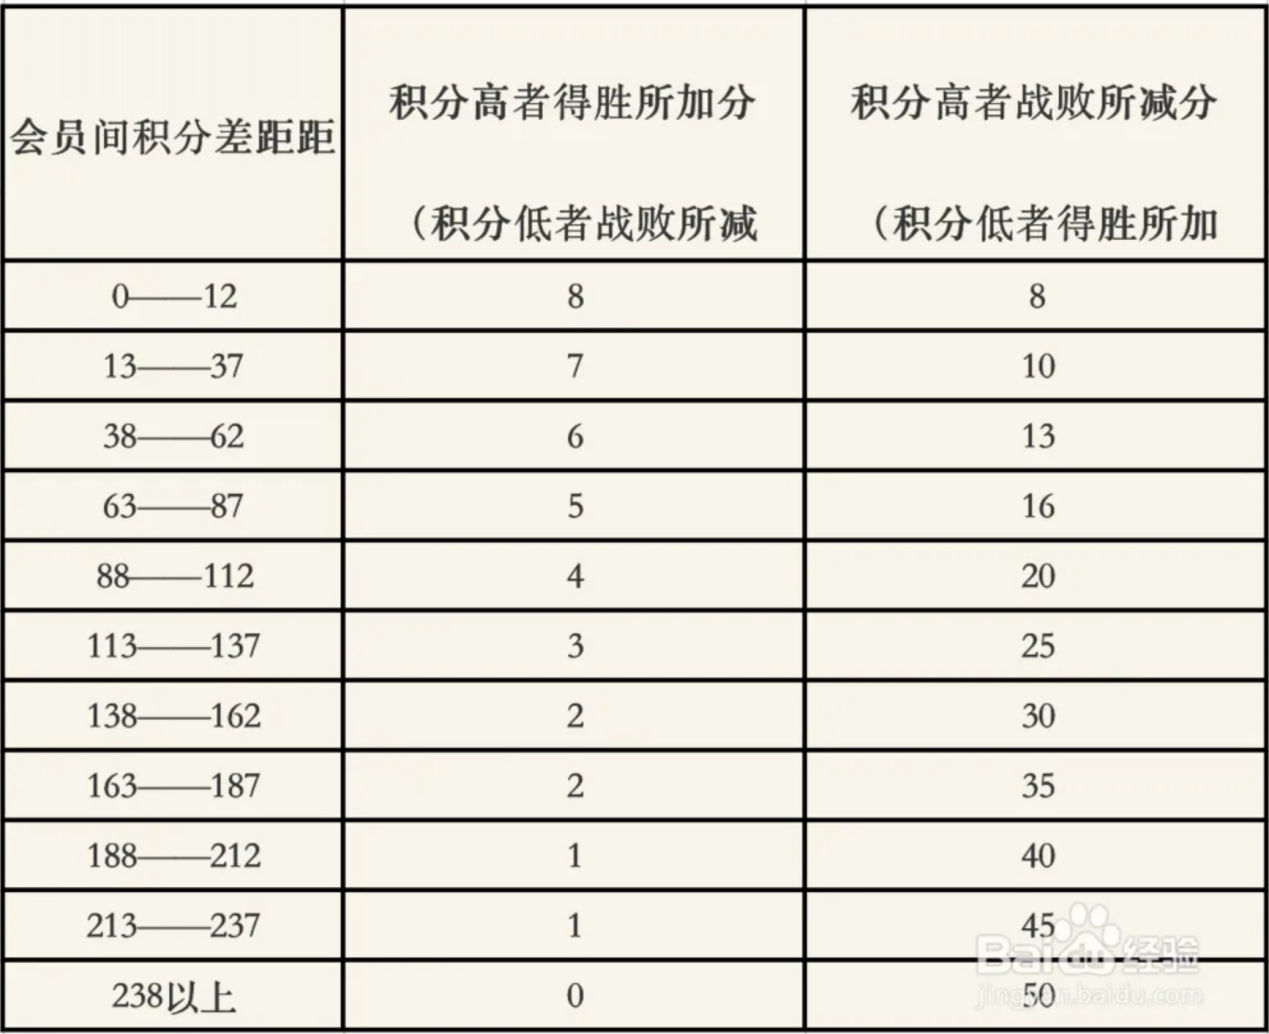 会员间积分差距距 积分高者得胜所加分 积分高者战败所减分
（积分低者战败所减 （积分低者得胜所加
0——12 8 8
13——37 7 10
38——62 6 13
63——87 5 16
88——112 4 20
113——137 3 25
138——162 2 30
163——187 2 35
188——212 1 40
213——237 1 45
238以上 0 50
Baidu经验
jingyan.baidu.com